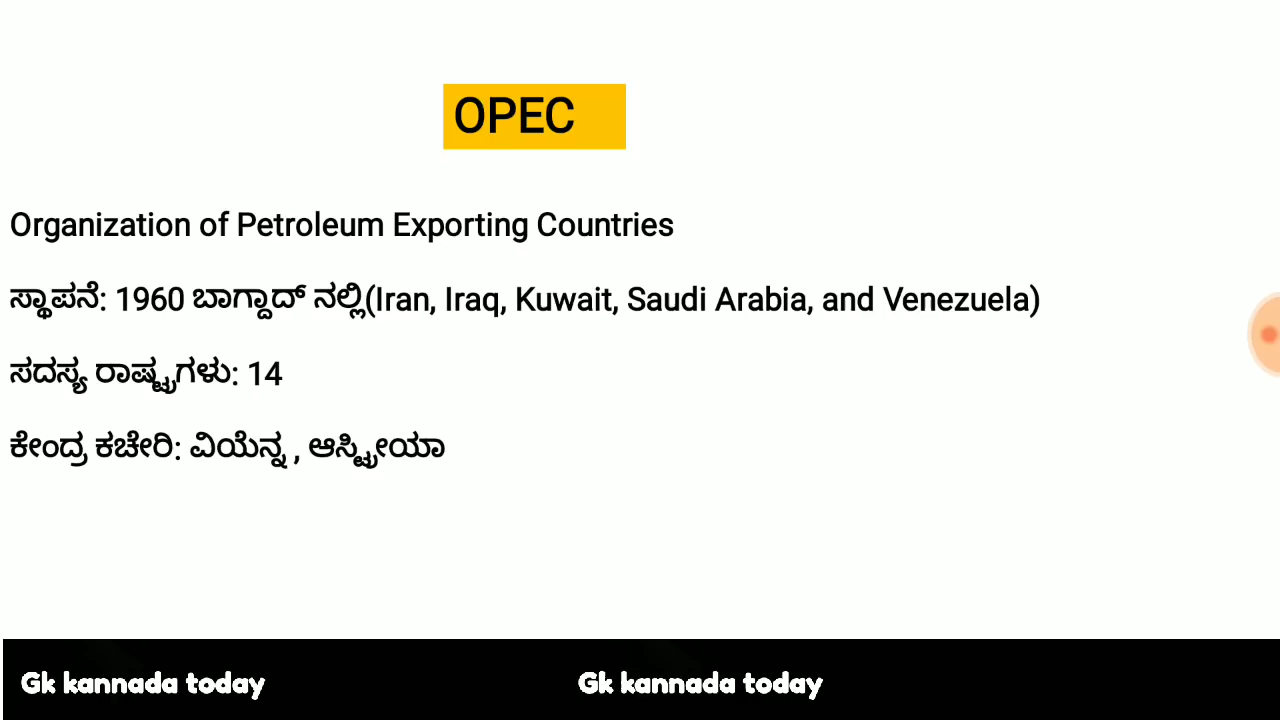 OPEC
Organization of Petroleum Exporting Countries
ಸ್ಥಾಪನೆ: 1960 ಬಾಗ್ದಾದ್ ನಲ್ಲಿ(Iran, Iraq, Kuwait, Saudi Arabia, and Venezuela)
ಸದಸ್ಯ ರಾಷ್ಟ್ರಗಳು: 14
ಕೇಂದ್ರ ಕಚೇರಿ: ವಿಯೆನ್ನ , ಆಸ್ಟ್ರೀಯಾ
Gk kannada today Gk kannada today